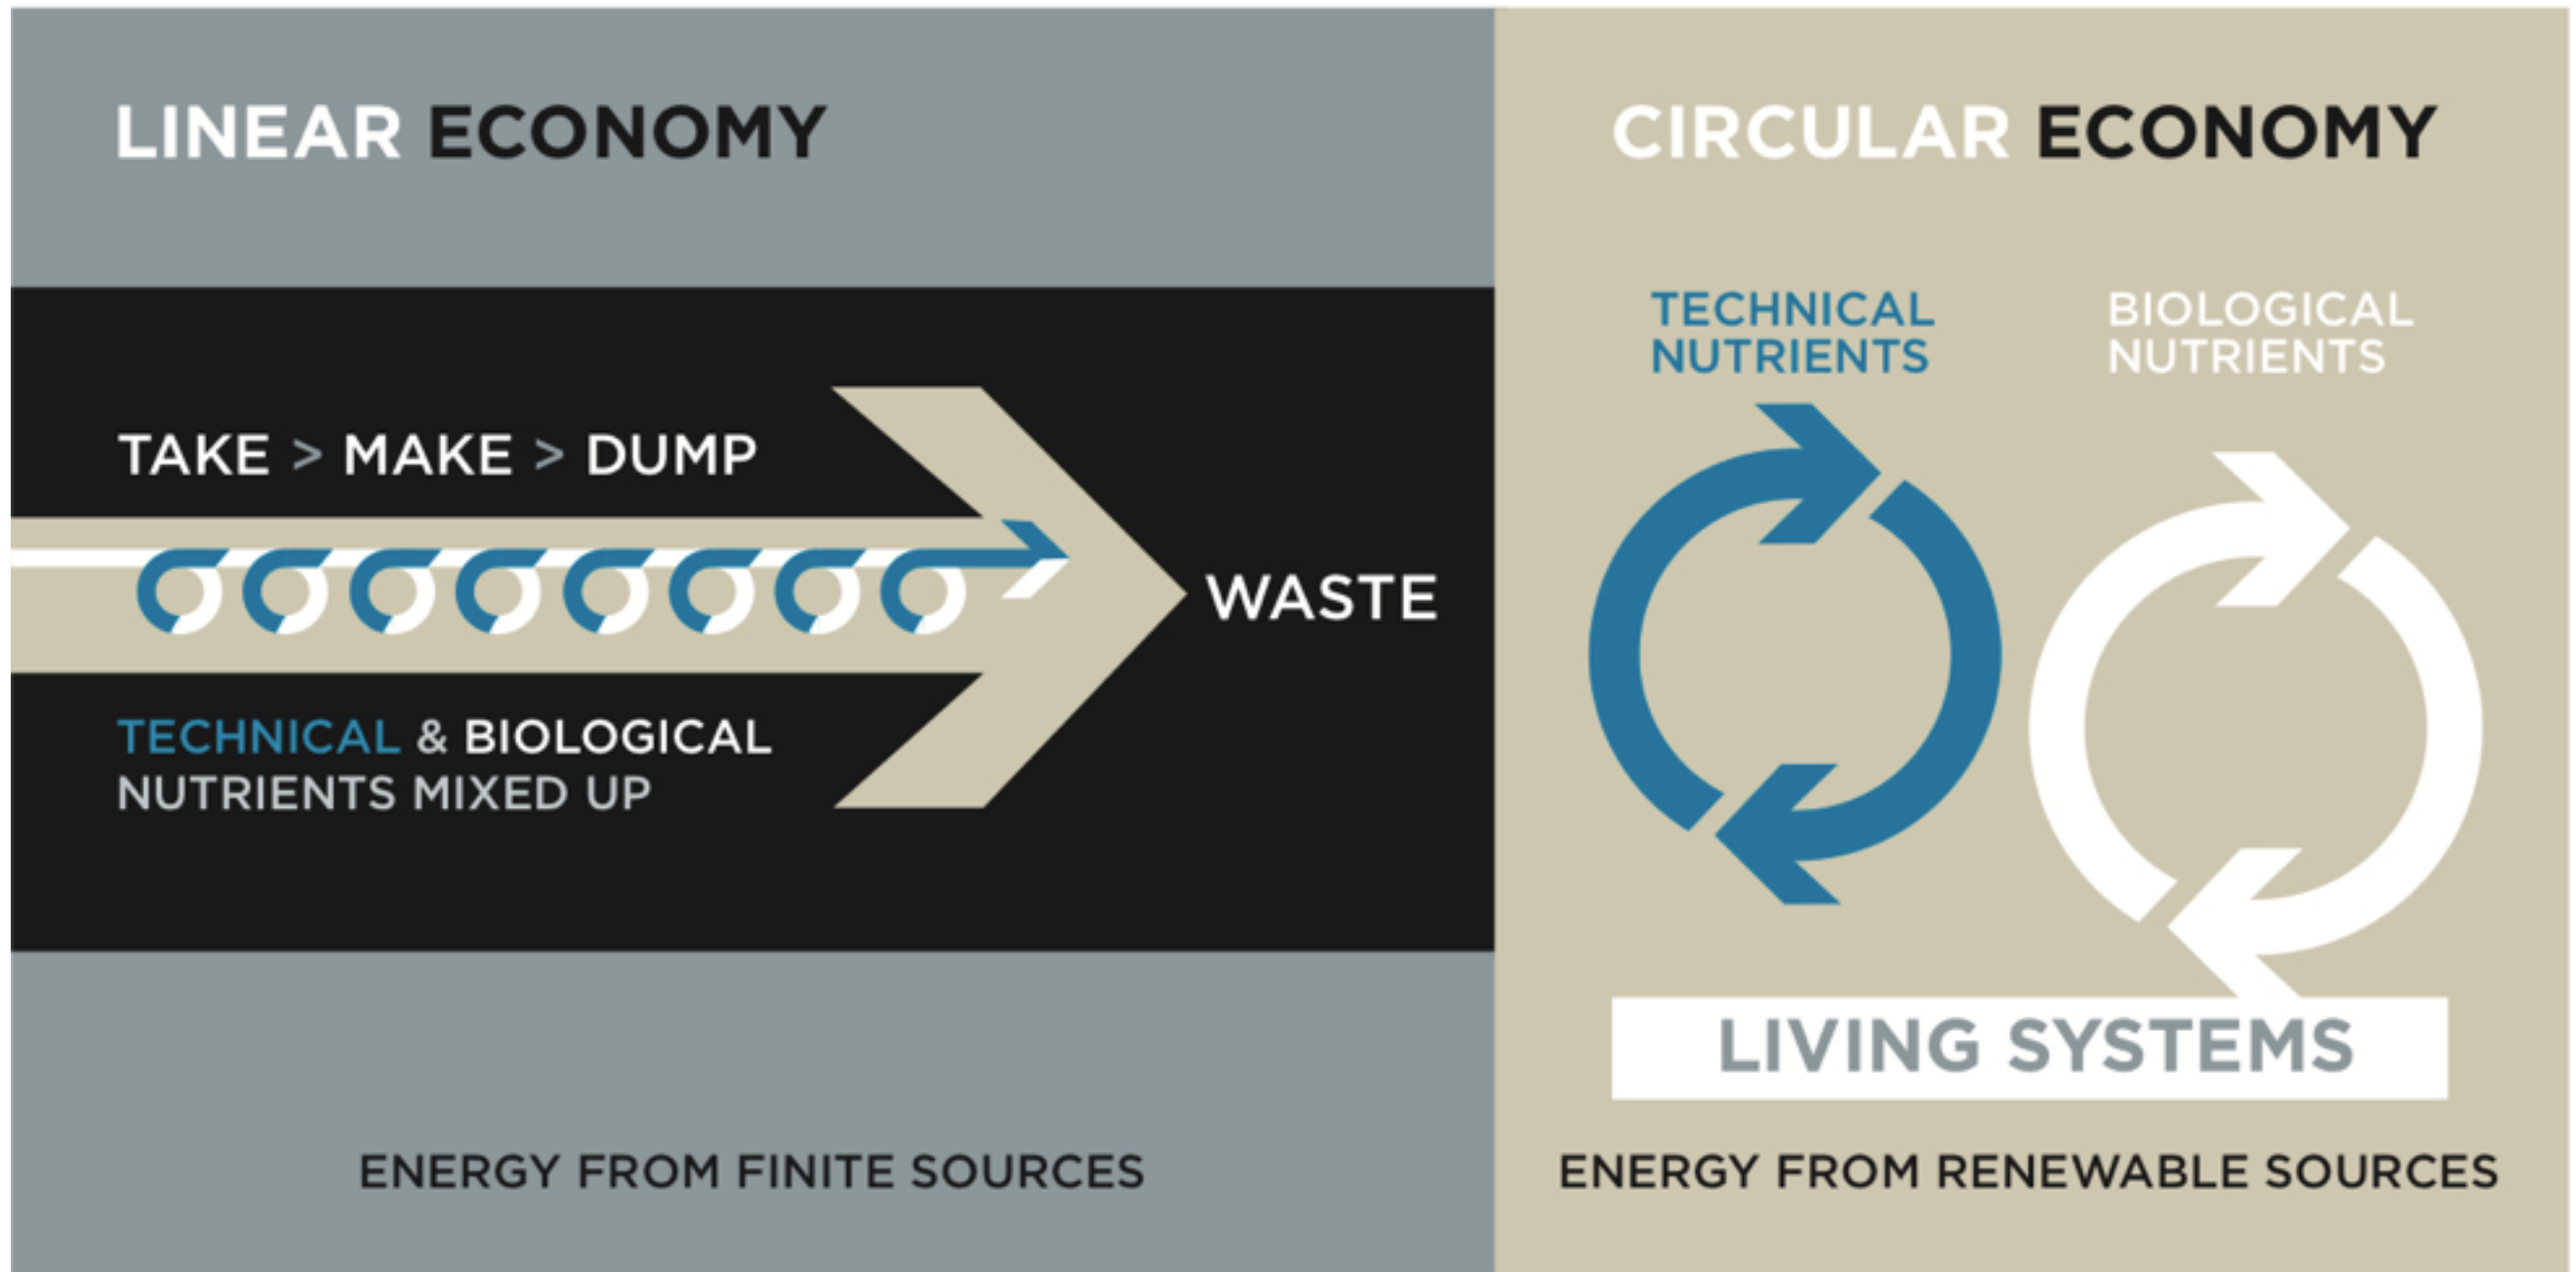 LINEAR ECONOMY
TAKE > MAKE > DUMP
WASTE
TECHNICAL & BIOLOGICAL
NUTRIENTS MIXED UP
ENERGY FROM FINITE SOURCES
CIRCULAR ECONOMY
TECHNICAL
NUTRIENTS
BIOLOGICAL
NUTRIENTS
LIVING SYSTEMS
ENERGY FROM RENEWABLE SOURCES